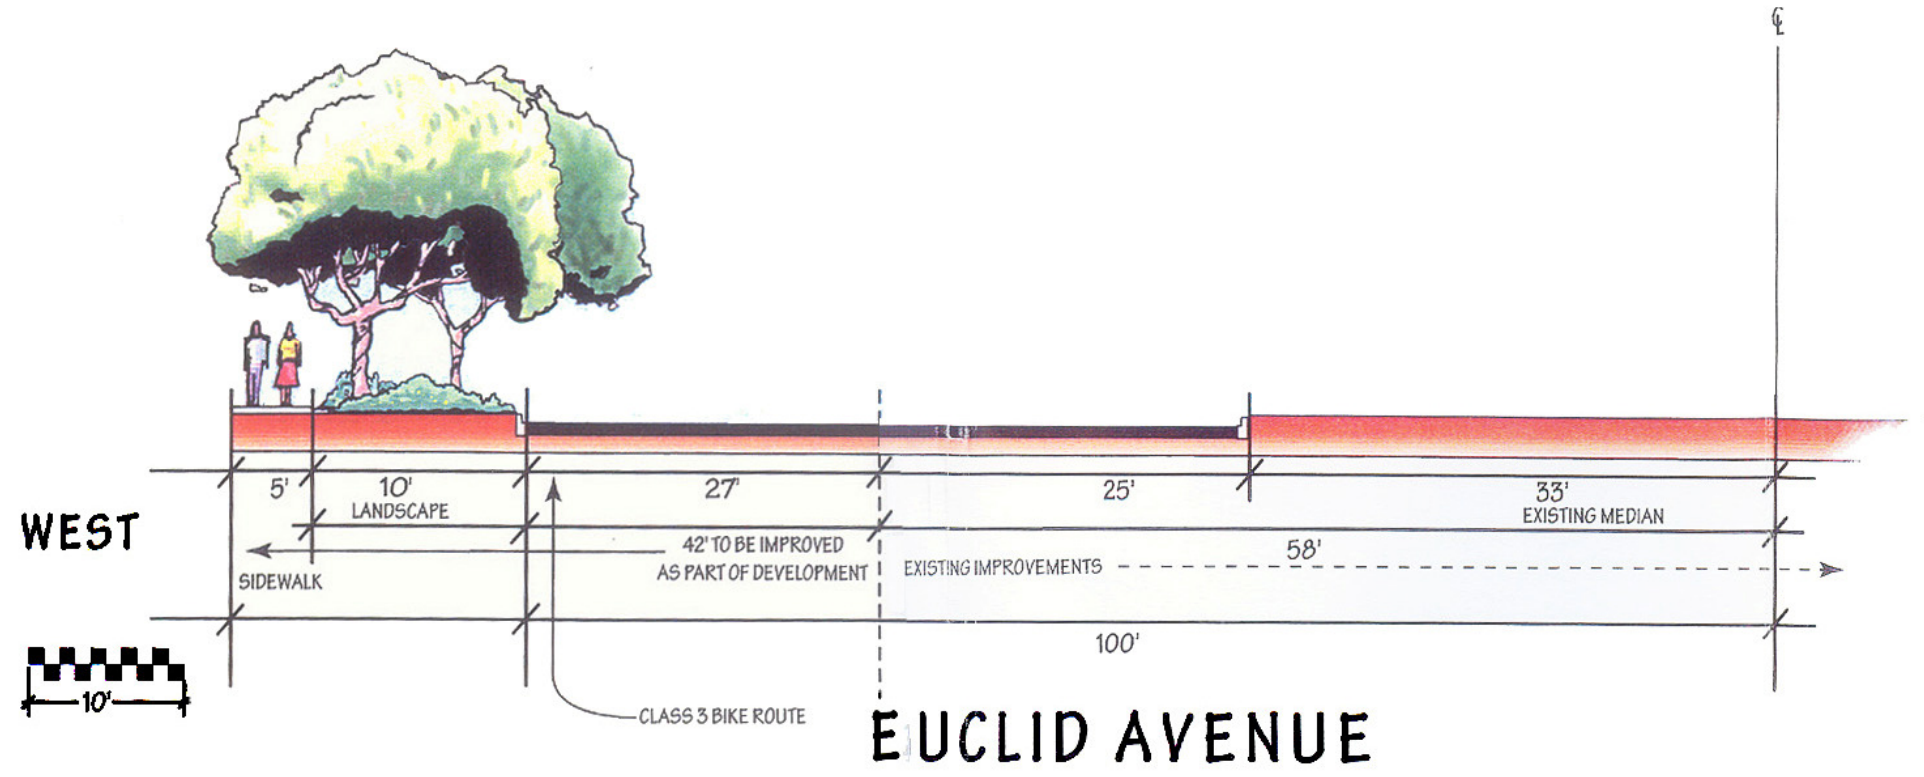 ℄
5'
10'
27'
25'
33'
LANDSCAPE
EXISTING MEDIAN
WEST
42' TO BE IMPROVED
AS PART OF DEVELOPMENT
58'
EXISTING IMPROVEMENTS
SIDEWALK
100'
10'
CLASS 3 BIKE ROUTE
EUCLID AVENUE